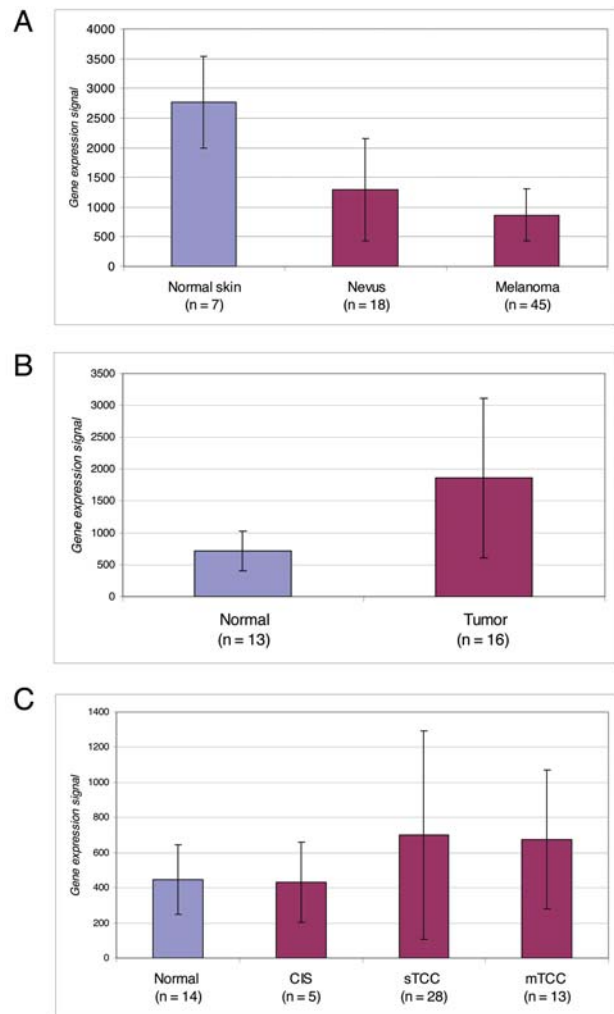 A
Gene expression signal
4000
3500
3000
2500
2000
1500
1000
500
0
Normal skin Nevus Melanoma
(n = 7) (n = 18) (n = 45)
B
Gene expression signal
3500
3000
2500
2000
1500
1000
500
0
Normal Tumor
(n = 13) (n = 16)
C
Gene expression signal
1400
1200
1000
800
600
400
200
0
Normal CIS sTCC mTCC
(n = 14) (n = 5) (n = 28) (n = 13)